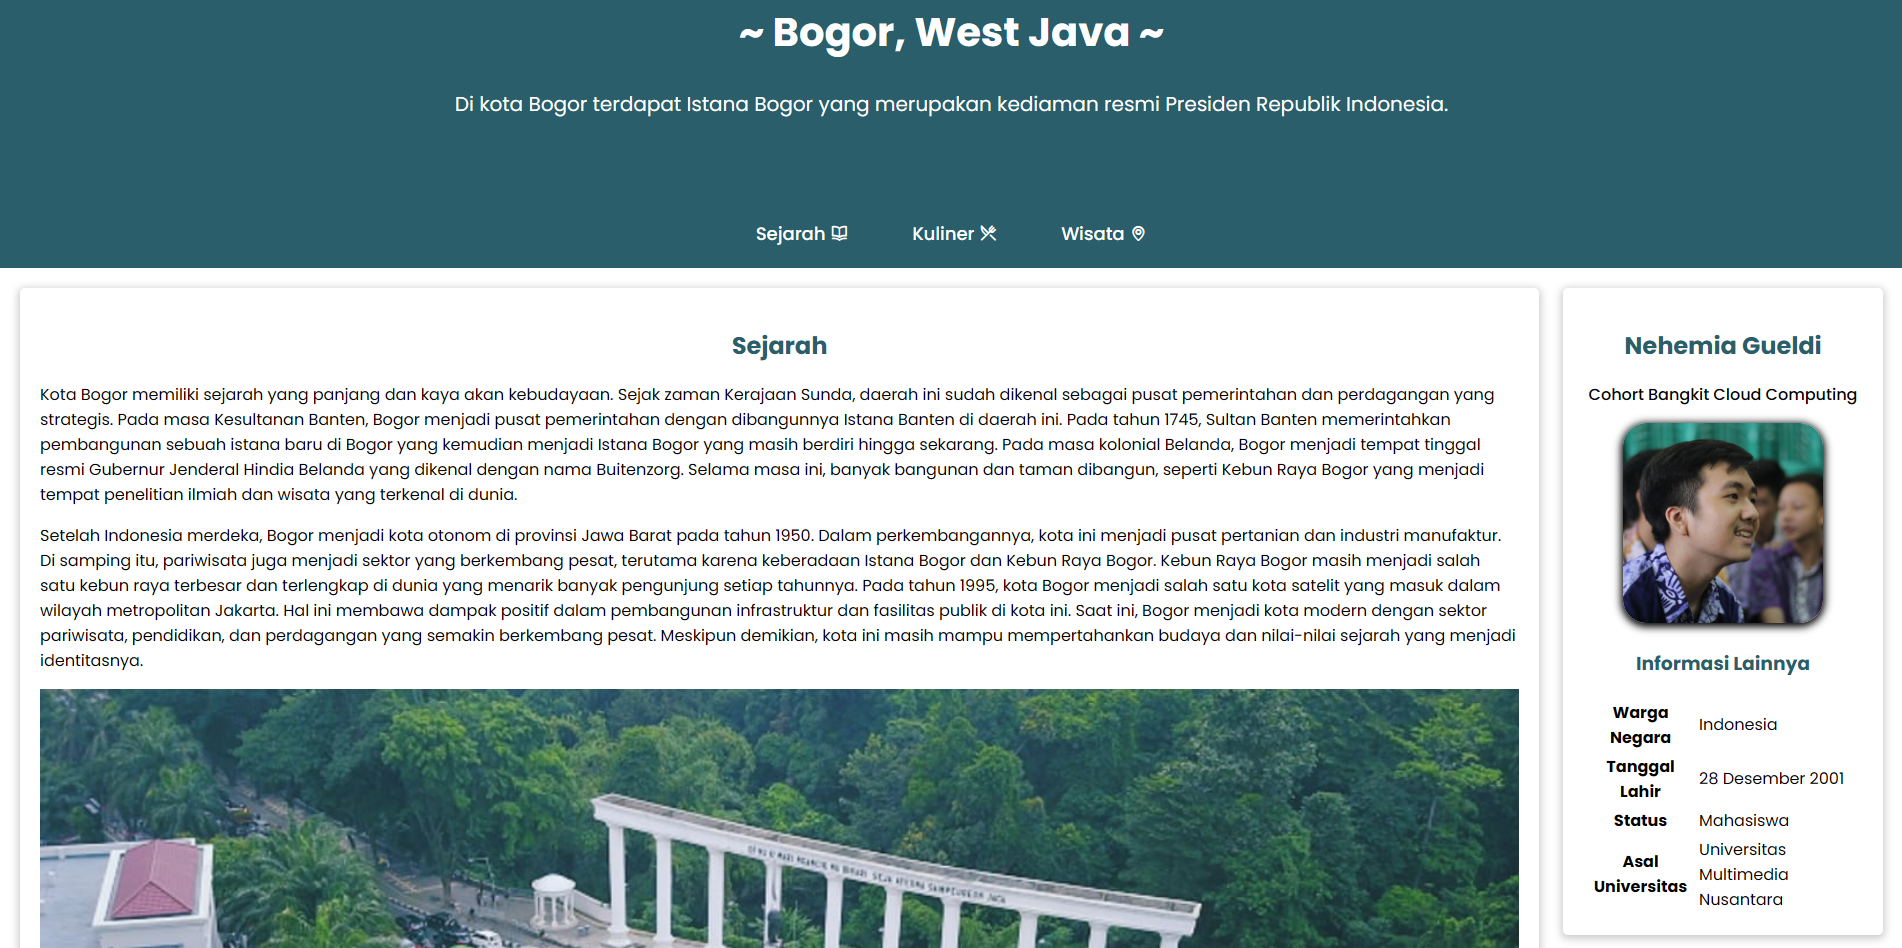 ~ Bogor, West Java ~
Di kota Bogor terdapat Istana Bogor yang merupakan kediaman resmi Presiden Republik Indonesia.
Sejarah
Kuliner
Wisata
Sejarah
Kota Bogor memiliki sejarah yang panjang dan kaya akan kebudayaan. Sejak zaman Kerajaan Sunda, daerah ini sudah dikenal sebagai pusat pemerintahan dan perdagangan yang
strategis. Pada masa Kesultanan Banten, Bogor menjadi pusat pemerintahan dengan dibangunnya Istana Banten di daerah ini. Pada tahun 1745, Sultan Banten memerintahkan
pembangunan sebuah istana baru di Bogor yang kemudian menjadi Istana Bogor yang masih berdiri hingga sekarang. Pada masa kolonial Belanda, Bogor menjadi tempat tinggal
resmi Gubernur Jenderal Hindia Belanda yang dikenal dengan nama Buitenzorg. Selama masa ini, banyak bangunan dan taman dibangun, seperti Kebun Raya Bogor yang menjadi
tempat penelitian ilmiah dan wisata yang terkenal di dunia.
Setelah Indonesia merdeka, Bogor menjadi kota otonom di provinsi Jawa Barat pada tahun 1950. Dalam perkembangannya, kota ini menjadi pusat pertanian dan industri manufaktur.
Di samping itu, pariwisata juga menjadi sektor yang berkembang pesat, terutama karena keberadaan Istana Bogor dan Kebun Raya Bogor. Kebun Raya Bogor masih menjadi salah
satu kebun raya terbesar dan terlengkap di dunia yang menarik banyak pengunjung setiap tahunnya. Pada tahun 1995, kota Bogor menjadi salah satu kota satelit yang masuk dalam
wilayah metropolitan Jakarta. Hal ini membawa dampak positif dalam pembangunan infrastruktur dan fasilitas publik di kota ini. Saat ini, Bogor menjadi kota modern dengan sektor
pariwisata, pendidikan, dan perdagangan yang semakin berkembang pesat. Meskipun demikian, kota ini masih mampu mempertahankan budaya dan nilai-nilai sejarah yang menjadi
identitasnya.
Nehemia Gueldi
Cohort Bangkit Cloud Computing
Informasi Lainnya
Warga
Negara
Indonesia
Tanggal
Lahir
28 Desember 2001
Status
Mahasiswa
Asal
Universitas
Universitas
Multimedia
Nusantara